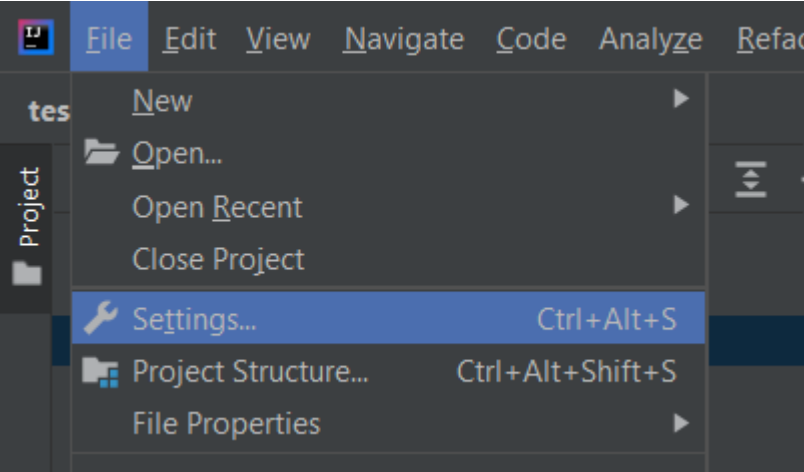 IJ File Edit View Navigate Code Analyze Refac
tes
New
Open...
Open Recent
Close Project
Settings... Ctrl+Alt+S
Project Structure... Ctrl+Alt+Shift+S
File Properties
Project